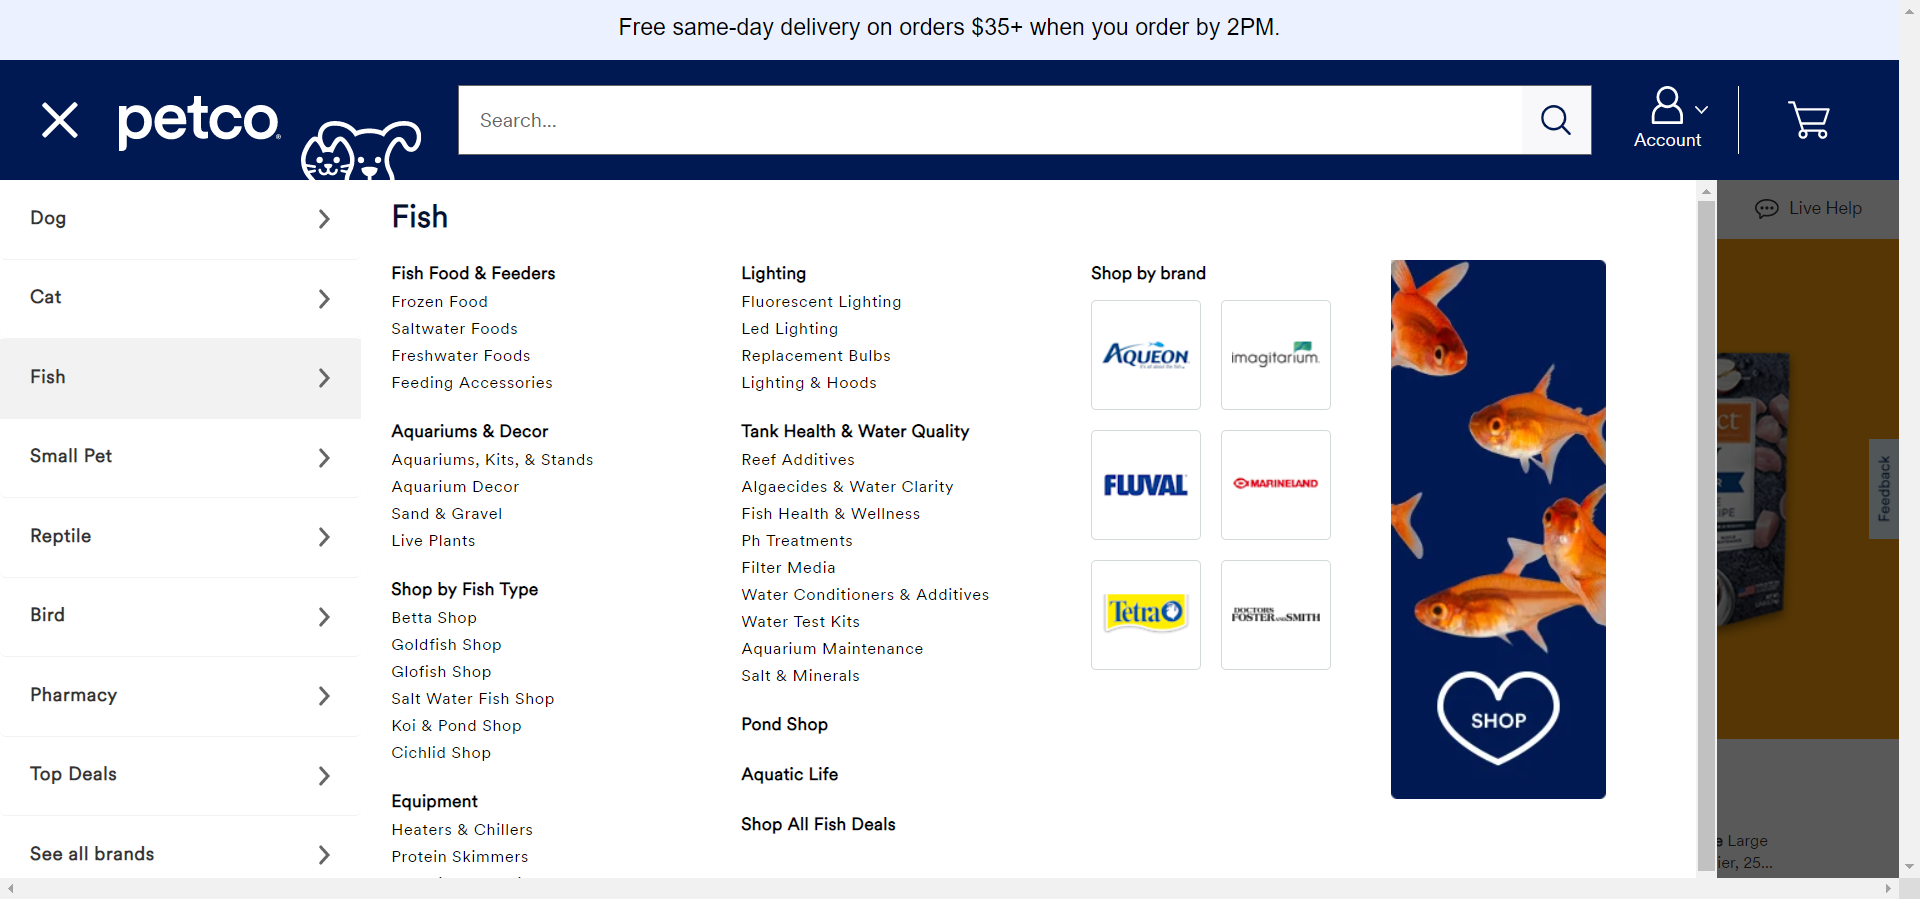 Free same-day delivery on orders $35+ when you order by 2PM.
petco
Search...
Account
Live Help
Dog
Cat
Fish
Small Pet
Reptile
Bird
Pharmacy
Top Deals
See all brands
Fish
Fish Food & Feeders
Frozen Food
Saltwater Foods
Freshwater Foods
Feeding Accessories
Aquariums & Decor
Aquariums, Kits, & Stands
Aquarium Decor
Sand & Gravel
Live Plants
Shop by Fish Type
Betta Shop
Goldfish Shop
Glofish Shop
Salt Water Fish Shop
Koi & Pond Shop
Cichlid Shop
Equipment
Heaters & Chillers
Protein Skimmers
Lighting
Fluorescent Lighting
Led Lighting
Replacement Bulbs
Lighting & Hoods
Tank Health & Water Quality
Reef Additives
Algaecides & Water Clarity
Fish Health & Wellness
Ph Treatments
Filter Media
Water Conditioners & Additives
Water Test Kits
Aquarium Maintenance
Salt & Minerals
Pond Shop
Aquatic Life
Shop All Fish Deals
Shop by brand
AQUEON
It's all about the fish
imagitarium
FLUVAL
MARINELAND
Tetra
DOCTORS
FOSTER AND SMITH
SHOP
Feedback
Large
25...